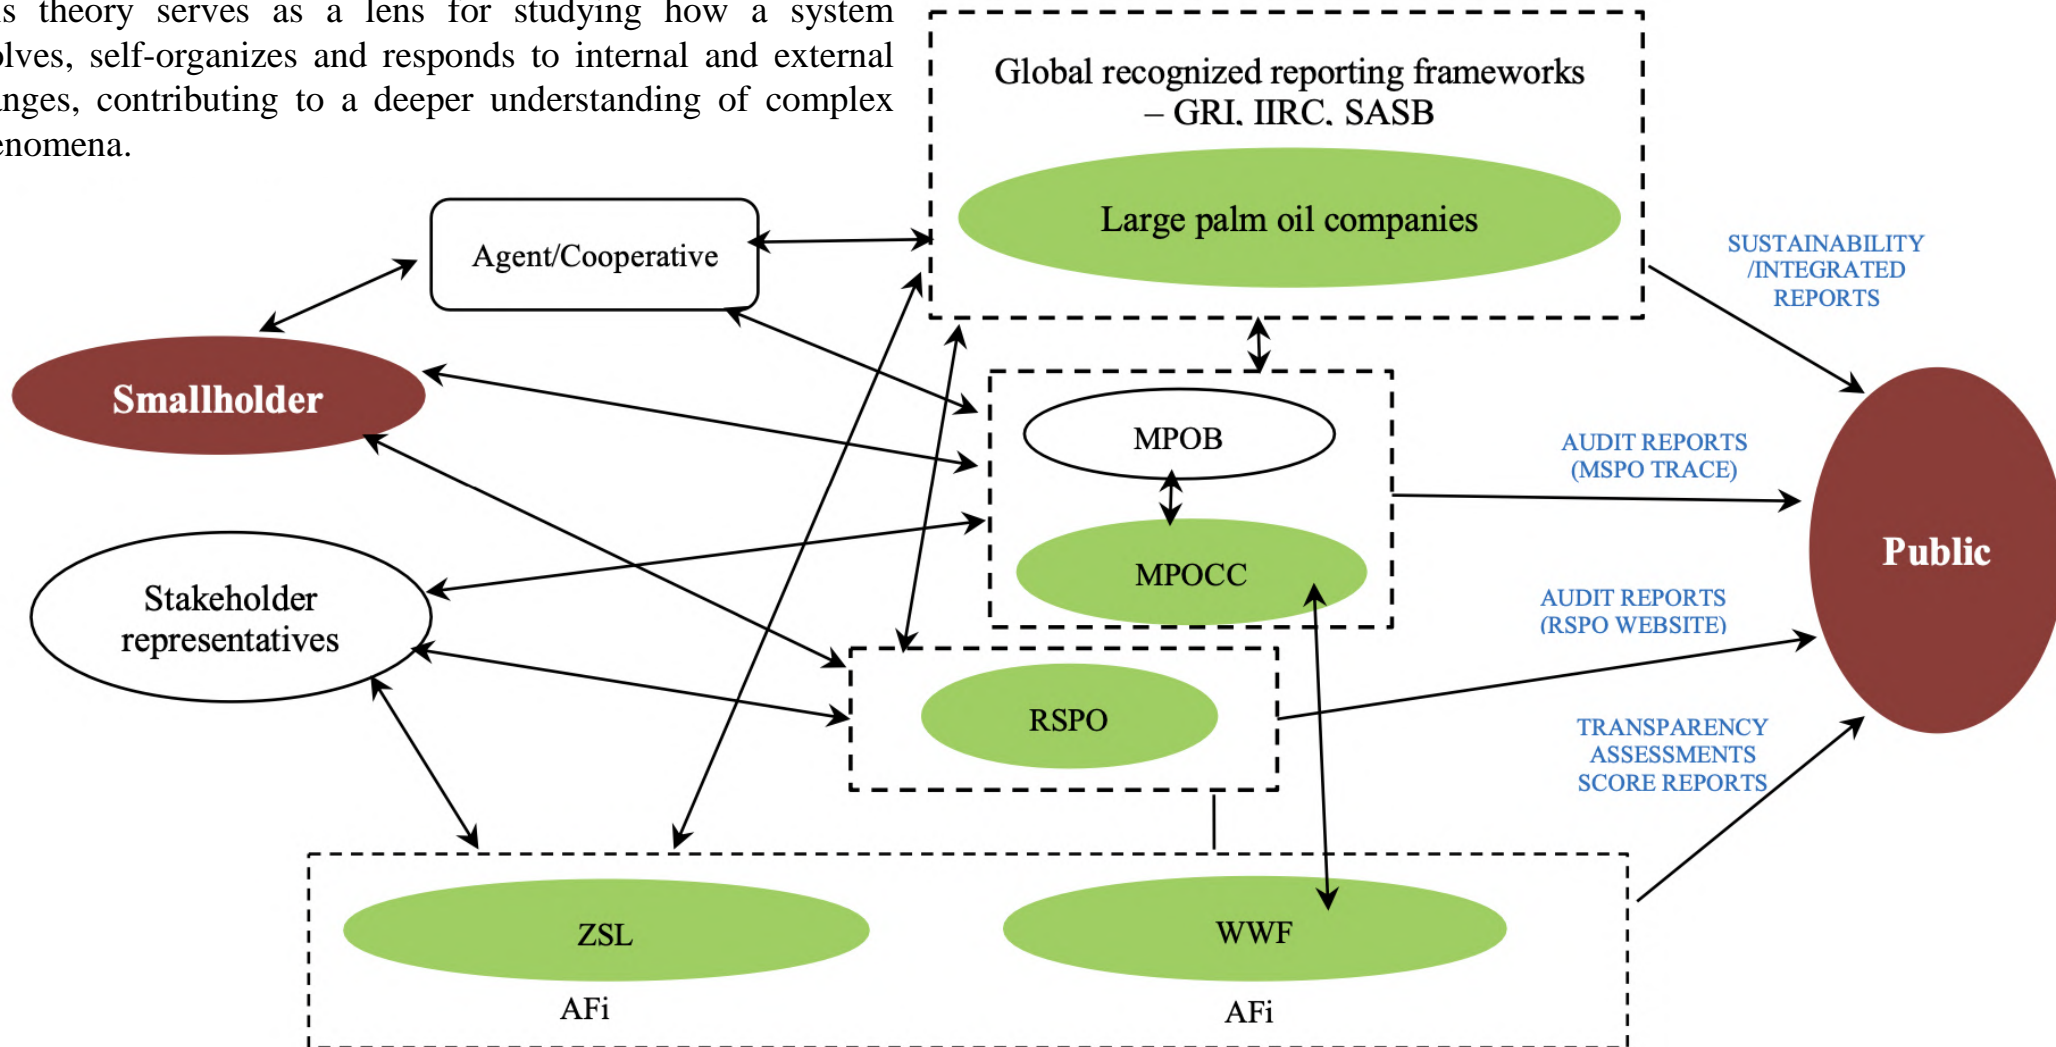 is theory serves as a lens for studying how a system
olves, self-organizes and responds to internal and external
anges, contributing to a deeper understanding of complex
enomena.
Global recognized reporting frameworks
– GRI, IIRC, SASB
Large palm oil companies
Agent/Cooperative
SUSTAINABILITY
/INTEGRATED
REPORTS
Smallholder
MPOB
AUDIT REPORTS
(MSPO TRACE)
Public
MPOCC
Stakeholder
representatives
AUDIT REPORTS
(RSPO WEBSITE)
RSPO
TRANSPARENCY
ASSESSMENTS
SCORE REPORTS
ZSL
WWF
AFi
AFi